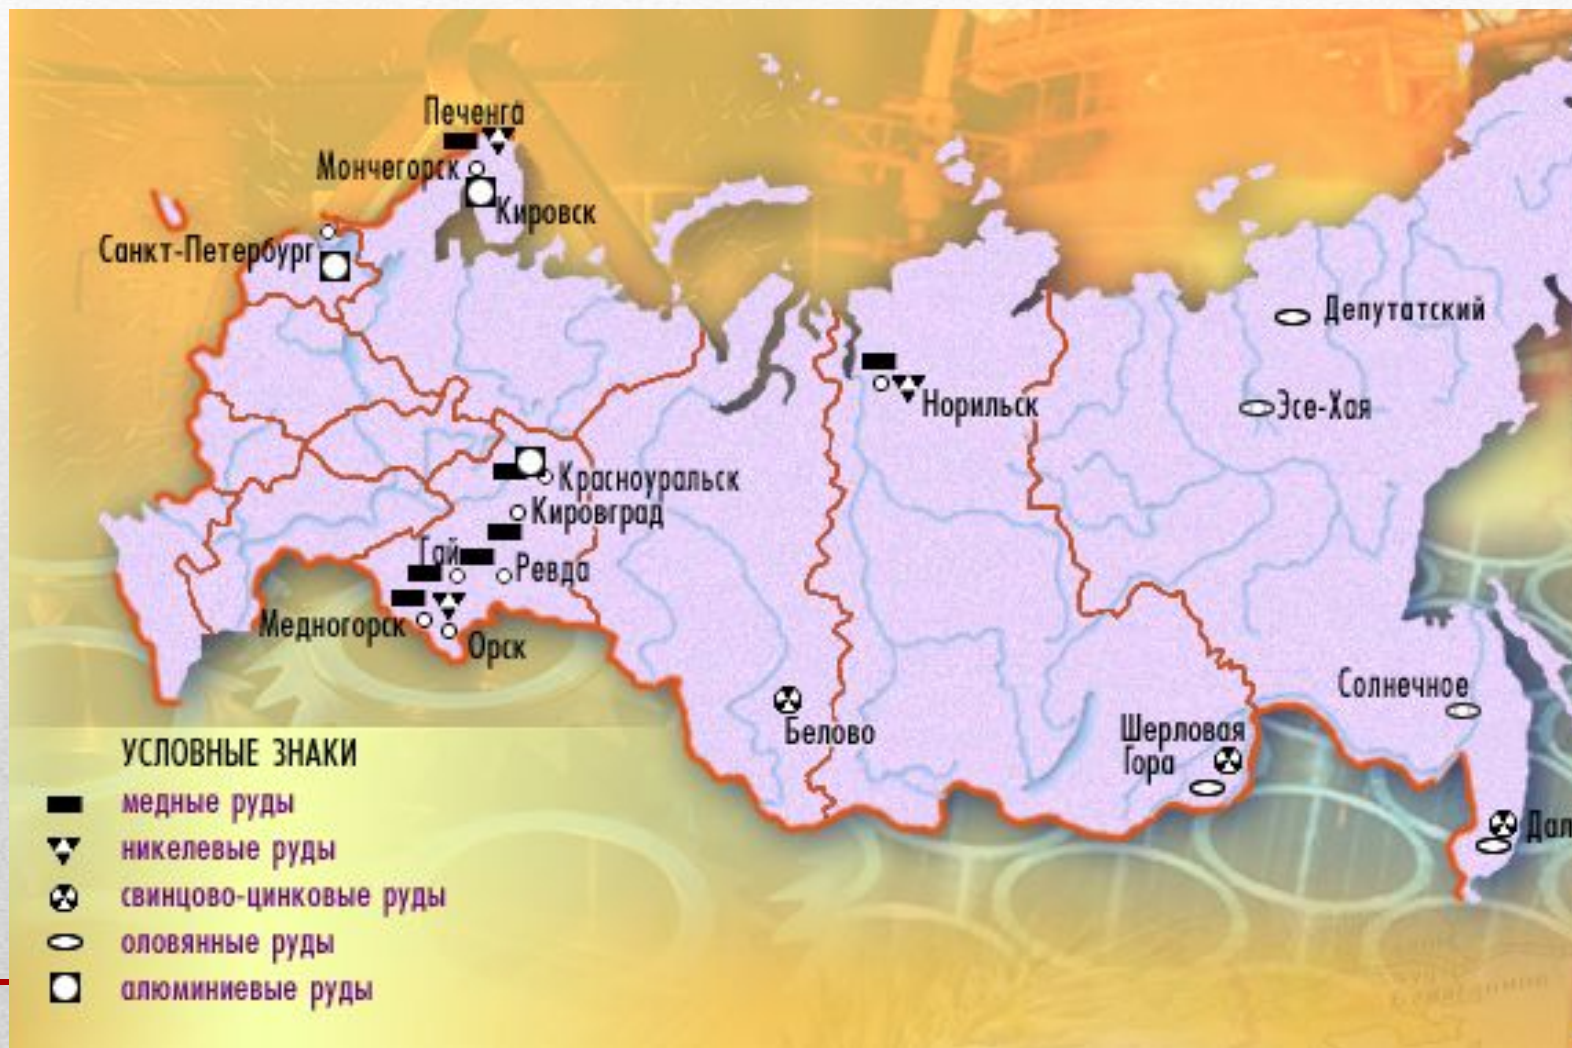 Печенга
Мончегорск
Кировск
Санкт-Петербург
Депутатский
Норильск
Эсе-Хая
Красноуральск
Кировград
Гай
Ревда
Медногорск
Орск
Солнечное
Белово
Шерловая
Гора
Дал
УСЛОВНЫЕ ЗНАКИ
медные руды
никелевые руды
свинцово-цинковые руды
оловянные руды
алюминиевые руды